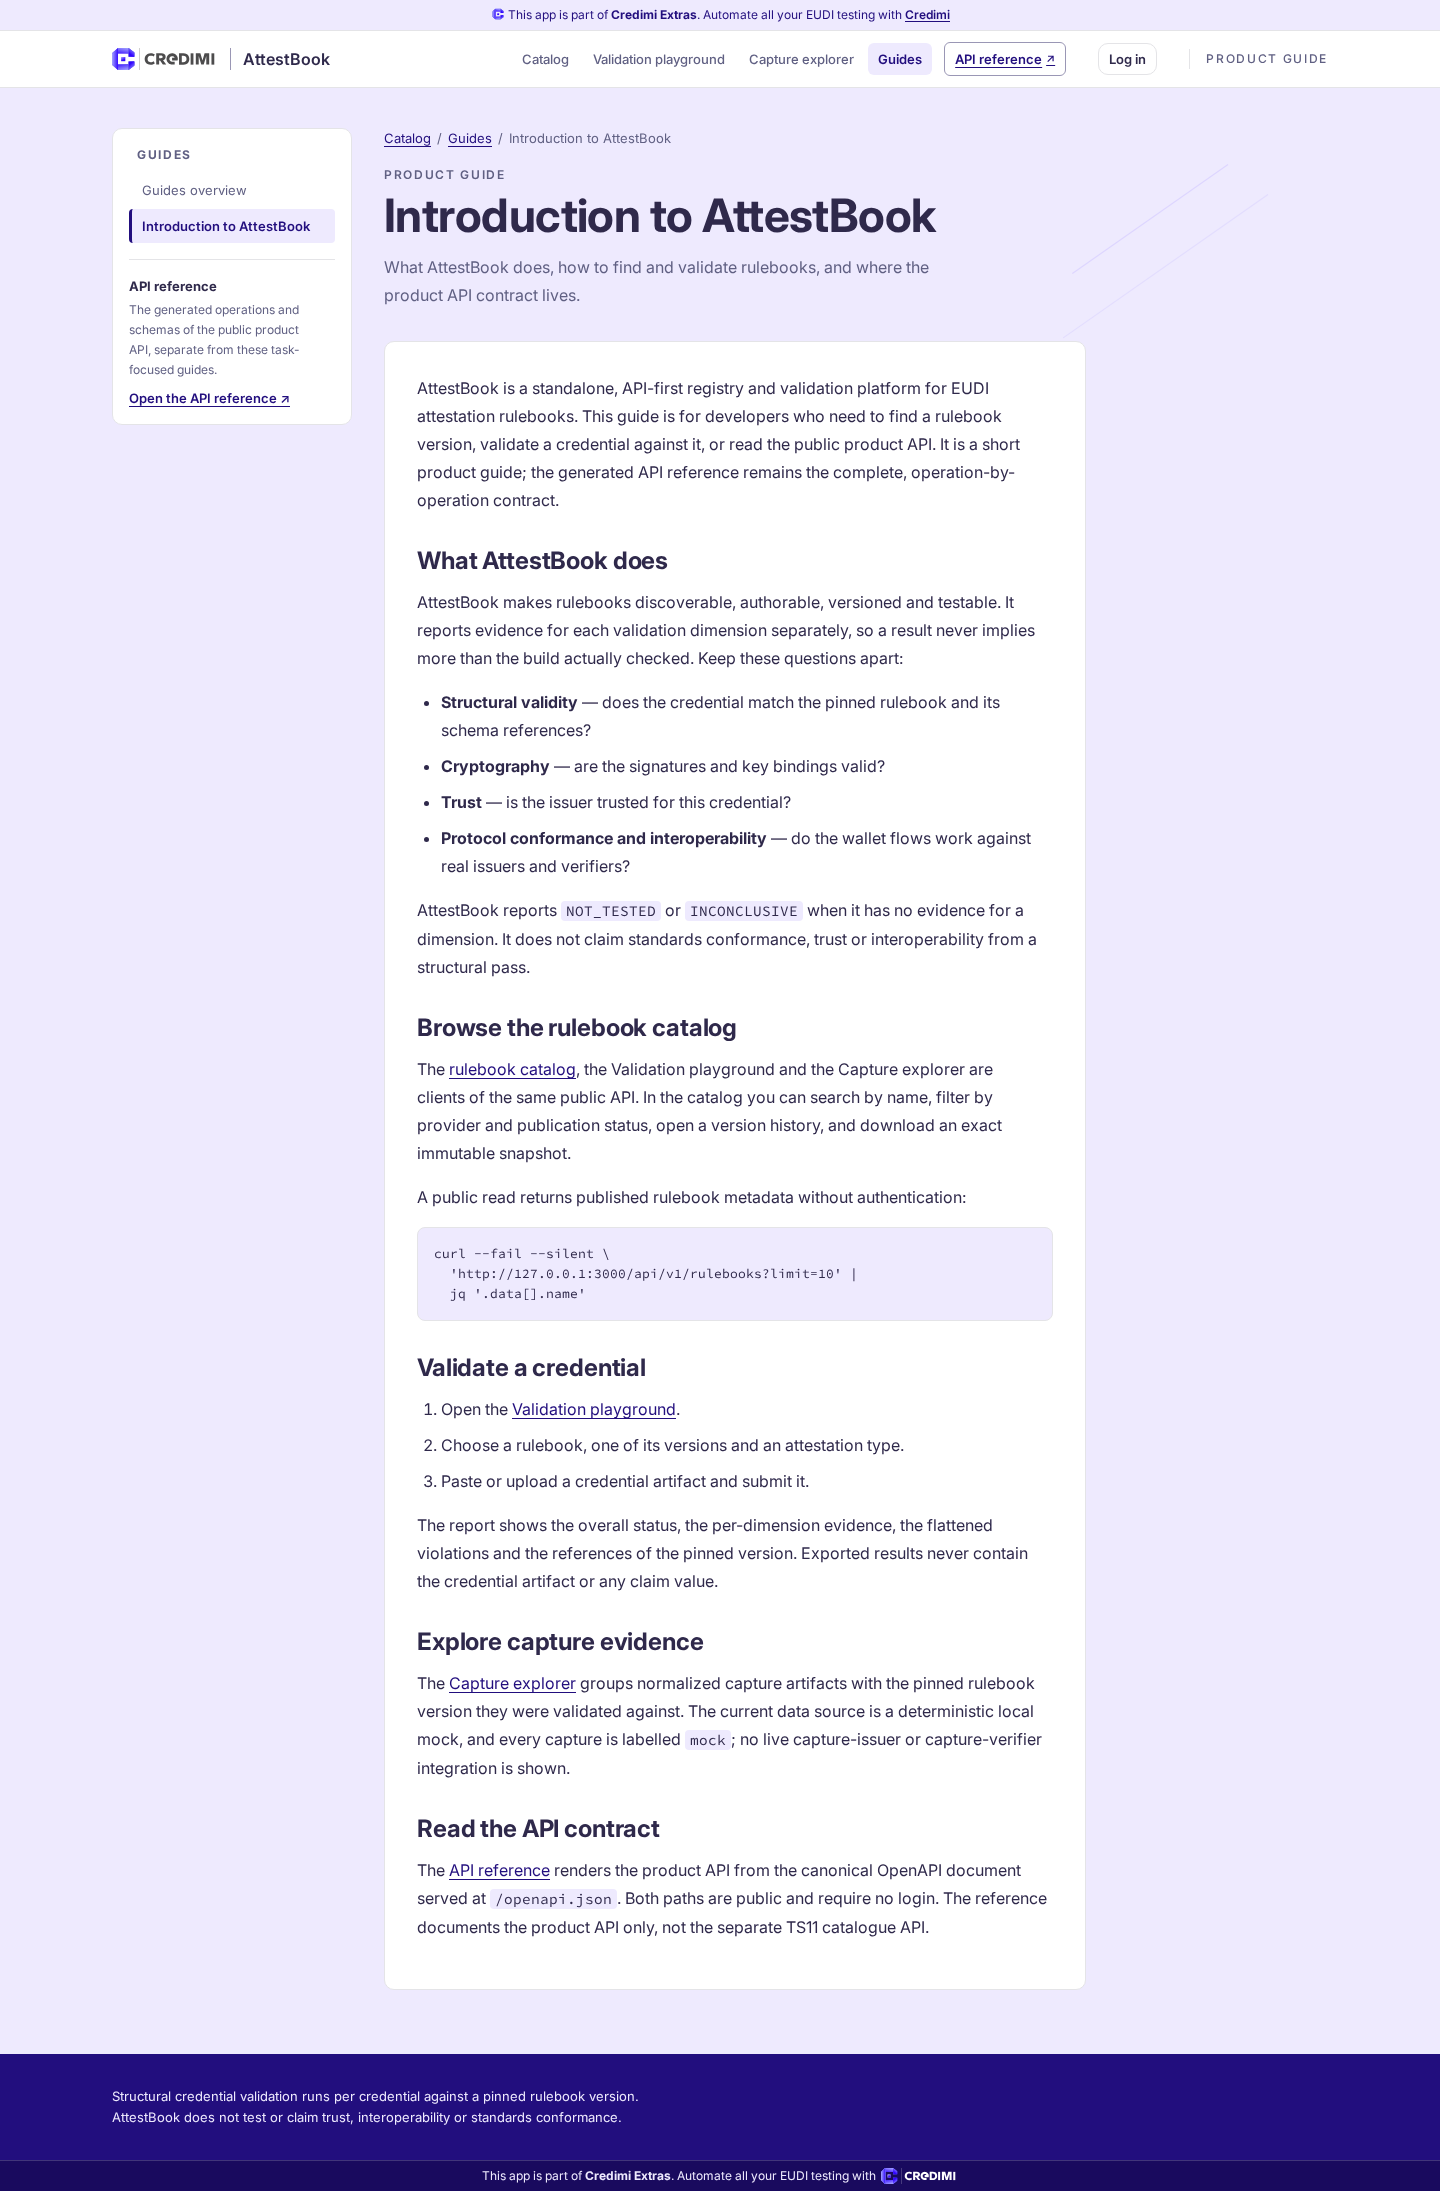 This app is part of Credimi Extras. Automate all your EUDI testing with Credimi
CREDIMI AttestBook Catalog Validation playground Capture explorer Guides API reference ↗ Log in PRODUCT GUIDE
GUIDES
Guides overview
Introduction to AttestBook
API reference
The generated operations and
schemas of the public product
API, separate from these task-
focused guides.
Open the API reference ↗
Catalog / Guides / Introduction to AttestBook
PRODUCT GUIDE
Introduction to AttestBook
What AttestBook does, how to find and validate rulebooks, and where the
product API contract lives.
AttestBook is a standalone, API-first registry and validation platform for EUDI
attestation rulebooks. This guide is for developers who need to find a rulebook
version, validate a credential against it, or read the public product API. It is a short
product guide; the generated API reference remains the complete, operation-by-
operation contract.
What AttestBook does
AttestBook makes rulebooks discoverable, authorable, versioned and testable. It
reports evidence for each validation dimension separately, so a result never implies
more than the build actually checked. Keep these questions apart:
• Structural validity — does the credential match the pinned rulebook and its
schema references?
• Cryptography — are the signatures and key bindings valid?
• Trust — is the issuer trusted for this credential?
• Protocol conformance and interoperability — do the wallet flows work against
real issuers and verifiers?
AttestBook reports NOT_TESTED or INCONCLUSIVE when it has no evidence for a
dimension. It does not claim standards conformance, trust or interoperability from a
structural pass.
Browse the rulebook catalog
The rulebook catalog, the Validation playground and the Capture explorer are
clients of the same public API. In the catalog you can search by name, filter by
provider and publication status, open a version history, and download an exact
immutable snapshot.
A public read returns published rulebook metadata without authentication:
curl --fail --silent \
'http://127.0.0.1:3000/api/v1/rulebooks?limit=10' |
jq '.data[].name'
Validate a credential
1. Open the Validation playground.
2. Choose a rulebook, one of its versions and an attestation type.
3. Paste or upload a credential artifact and submit it.
The report shows the overall status, the per-dimension evidence, the flattened
violations and the references of the pinned version. Exported results never contain
the credential artifact or any claim value.
Explore capture evidence
The Capture explorer groups normalized capture artifacts with the pinned rulebook
version they were validated against. The current data source is a deterministic local
mock, and every capture is labelled mock; no live capture-issuer or capture-verifier
integration is shown.
Read the API contract
The API reference renders the product API from the canonical OpenAPI document
served at /openapi.json. Both paths are public and require no login. The reference
documents the product API only, not the separate TS11 catalogue API.
Structural credential validation runs per credential against a pinned rulebook version.
AttestBook does not test or claim trust, interoperability or standards conformance.
This app is part of Credimi Extras. Automate all your EUDI testing with CREDIMI